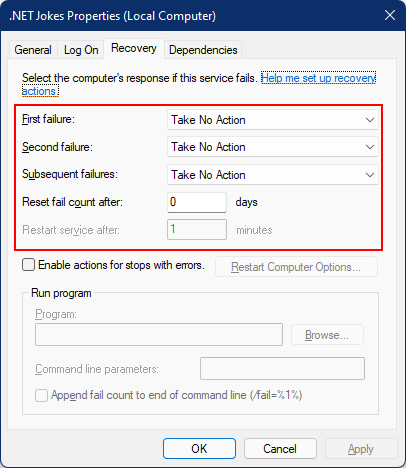 .NET Jokes Properties (Local Computer)
General Log On Recovery Dependencies
Select the computer's response if this service fails. Help me set up recovery
actions.
First failure: Take No Action
Second failure: Take No Action
Subsequent failures: Take No Action
Reset fail count after: 0 days
Restart service after: 1 minutes
Enable actions for stops with errors. Restart Computer Options...
Run program
Program:
Browse...
Command line parameters:
Append fail count to end of command line (/fail=%1%)
OK Cancel Apply